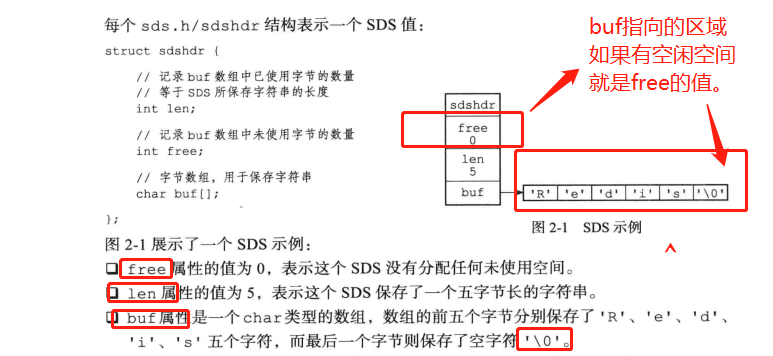 每个 sds.h/sdshdr 结构表示一个 SDS 值：
struct sdshdr {
// 记录 buf 数组中已使用字节的数量
// 等于 SDS 所保存字符串的长度
int len;
// 记录 buf 数组中未使用字节的数量
int free;
// 字节数组，用于保存字符串
char buf[];
};
buf指向的区域
如果有空闲空间
就是free的值。
sdshdr
free
0
len
5
buf
'R' 'e' 'd' 'i' 's' '\0'
图 2-1 SDS 示例
图 2-1 展示了一个 SDS 示例：
❑ free 属性的值为 0，表示这个 SDS 没有分配任何未使用空间。
❑ len 属性的值为 5，表示这个 SDS 保存了一个五字节长的字符串。
❑ buf 属性是一个 char 类型的数组，数组的前五个字节分别保存了 'R'、'e'、'd'、
'i'、's' 五个字符，而最后一个字节则保存了空字符 '\0'。